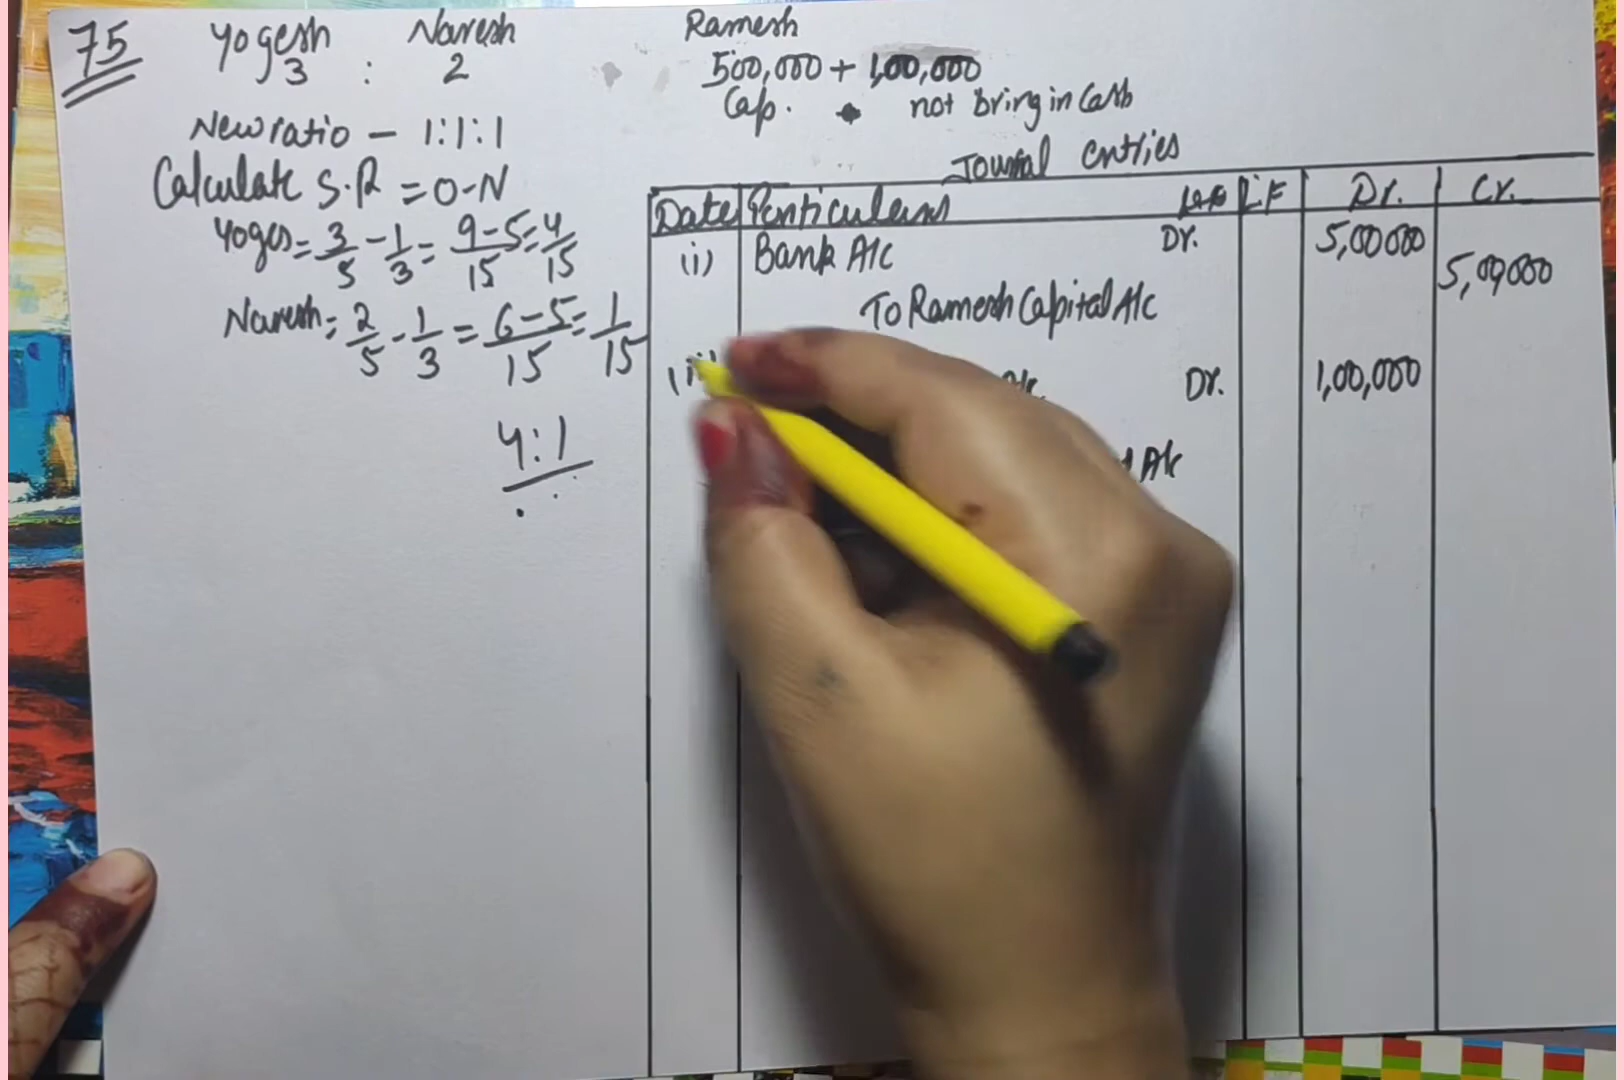 75 Yogesh Naresh Ramesh
3 : 2 500,000 + 1,00,000
Cap. not bring in Cash
New ratio - 1:1:1
Calculate S.R = O-N
Yoges = 3/5 - 1/3 = 9-5/15 = 4/15
Naresh = 2/5 - 1/3 = 6-5/15 = 1/15
4:1
Journal Entries
Date Particulars L.F Dr. Cr.
(i) Bank A/c Dr. 5,00000
To Ramesh Capital A/c 5,00,000
(ii) A/c Dr. 1,00,000
A/c